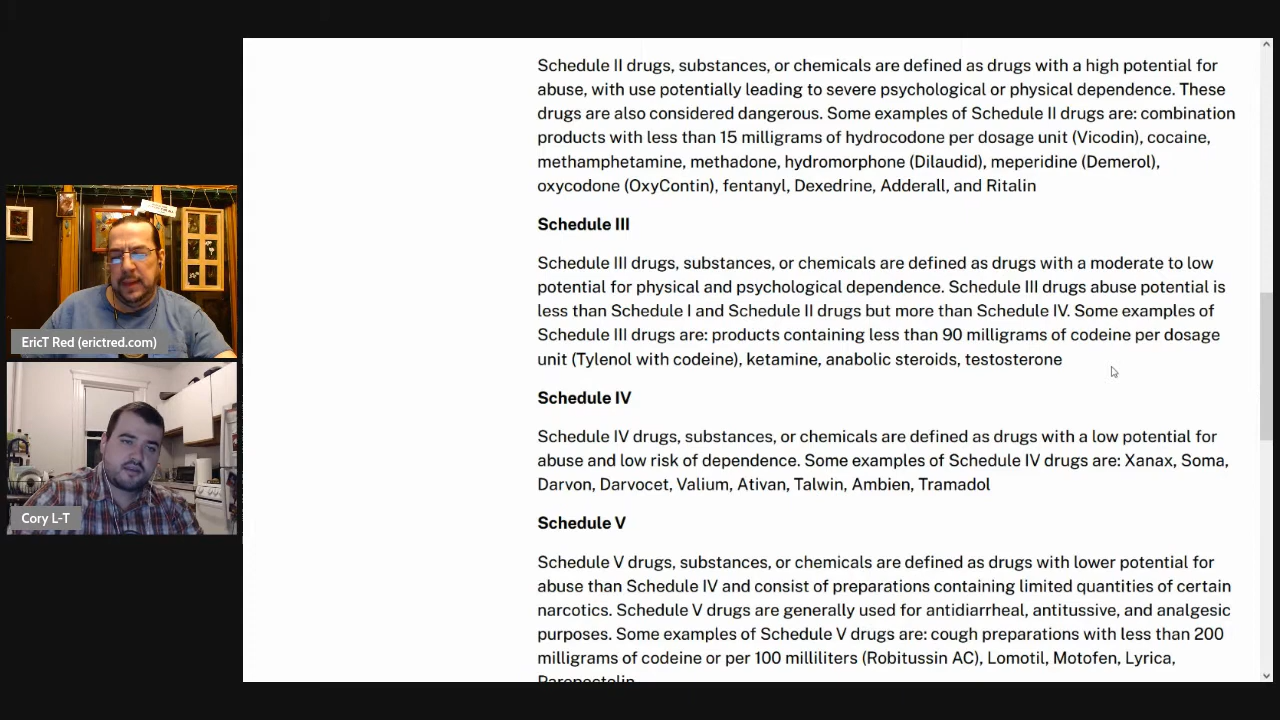 Schedule II drugs, substances, or chemicals are defined as drugs with a high potential for
abuse, with use potentially leading to severe psychological or physical dependence. These
drugs are also considered dangerous. Some examples of Schedule II drugs are: combination
products with less than 15 milligrams of hydrocodone per dosage unit (Vicodin), cocaine,
methamphetamine, methadone, hydromorphone (Dilaudid), meperidine (Demerol),
oxycodone (OxyContin), fentanyl, Dexedrine, Adderall, and Ritalin
Schedule III
Schedule III drugs, substances, or chemicals are defined as drugs with a moderate to low
potential for physical and psychological dependence. Schedule III drugs abuse potential is
less than Schedule I and Schedule II drugs but more than Schedule IV. Some examples of
Schedule III drugs are: products containing less than 90 milligrams of codeine per dosage
unit (Tylenol with codeine), ketamine, anabolic steroids, testosterone
Schedule IV
Schedule IV drugs, substances, or chemicals are defined as drugs with a low potential for
abuse and low risk of dependence. Some examples of Schedule IV drugs are: Xanax, Soma,
Darvon, Darvocet, Valium, Ativan, Talwin, Ambien, Tramadol
Schedule V
Schedule V drugs, substances, or chemicals are defined as drugs with lower potential for
abuse than Schedule IV and consist of preparations containing limited quantities of certain
narcotics. Schedule V drugs are generally used for antidiarrheal, antitussive, and analgesic
purposes. Some examples of Schedule V drugs are: cough preparations with less than 200
milligrams of codeine or per 100 milliliters (Robitussin AC), Lomotil, Motofen, Lyrica,
Parepectolin
EricT Red (erictred.com)
Cory L-T